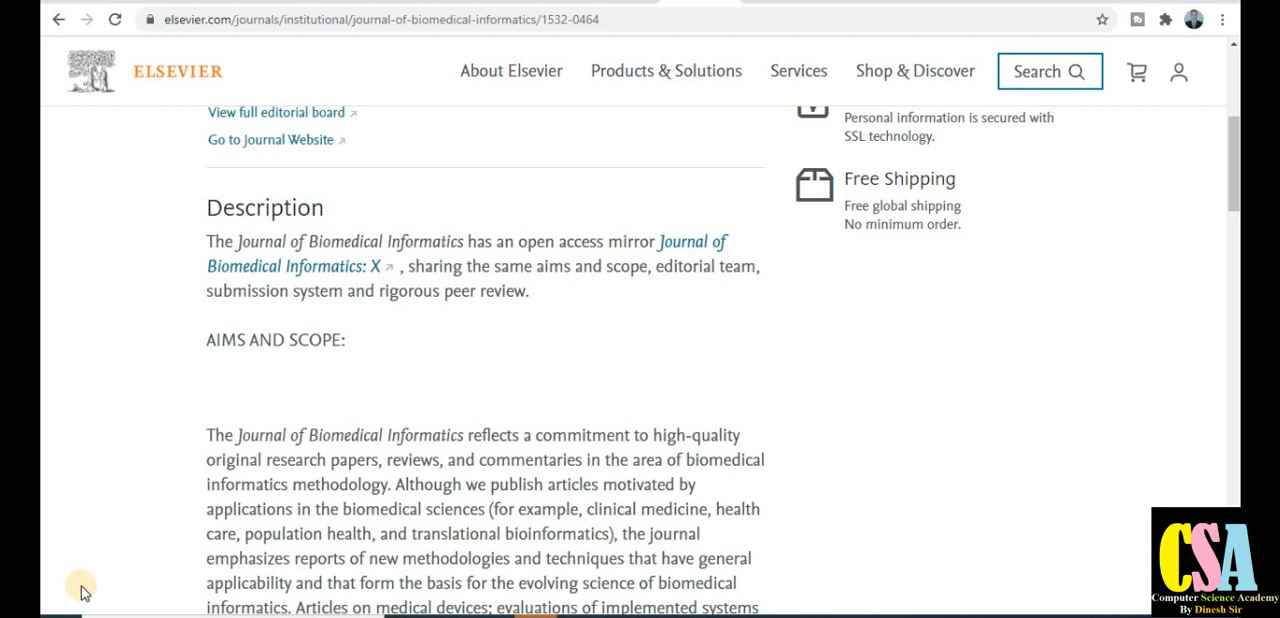 elsevier.com/journals/institutional/journal-of-biomedical-informatics/1532-0464
ELSEVIER
About Elsevier
Products & Solutions
Services
Shop & Discover
Search
View full editorial board
Go to Journal Website
Personal information is secured with
SSL technology.
Free Shipping
Free global shipping
No minimum order.
Description
The Journal of Biomedical Informatics has an open access mirror Journal of
Biomedical Informatics: X , sharing the same aims and scope, editorial team,
submission system and rigorous peer review.
AIMS AND SCOPE:
The Journal of Biomedical Informatics reflects a commitment to high-quality
original research papers, reviews, and commentaries in the area of biomedical
informatics methodology. Although we publish articles motivated by
applications in the biomedical sciences (for example, clinical medicine, health
care, population health, and translational bioinformatics), the journal
emphasizes reports of new methodologies and techniques that have general
applicability and that form the basis for the evolving science of biomedical
informatics. Articles on medical devices; evaluations of implemented systems
CSA
Computer Science Academy
By Dinesh Sir